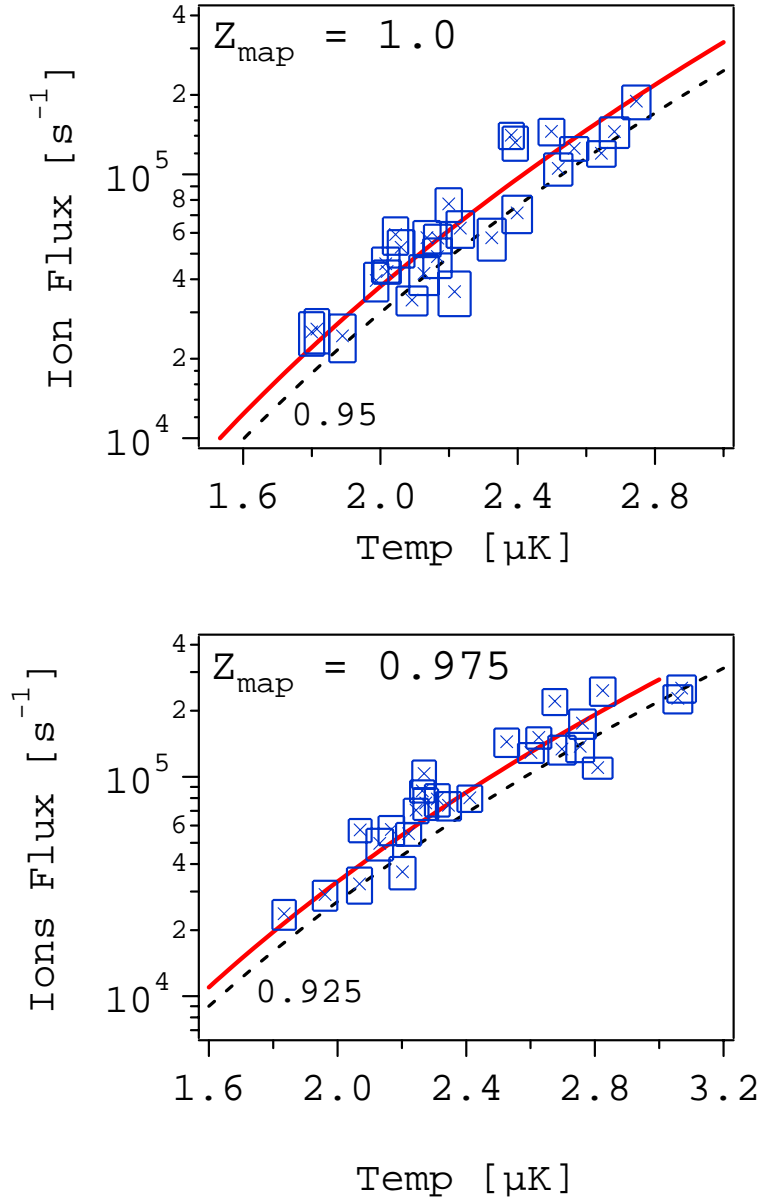 Z_map = 1.0
Ion Flux [s^-1]
4
2
10^5
8
6
4
2
10^4
0.95
1.6 2.0 2.4 2.8
Temp [µK]
Z_map = 0.975
Ions Flux [s^-1]
4
2
10^5
6
4
2
10^4
0.925
1.6 2.0 2.4 2.8 3.2
Temp [µK]